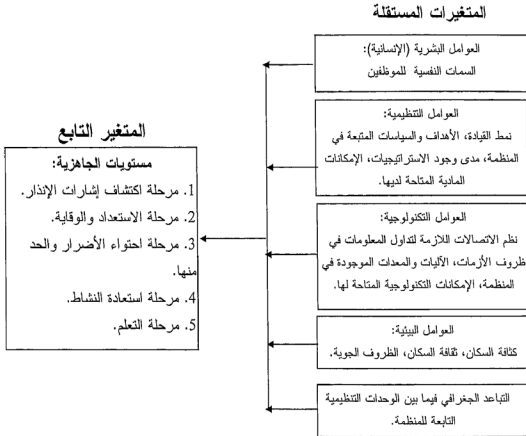 المتغيرات المستقلة
العوامل البشرية (الإنسانية):
السمات النفسية للموظفين
العوامل التنظيمية:
نمط القيادة، الأهداف والسياسات المتبعة في
المنظمة، مدى وجود الاستراتيجيات، الإمكانات
المادية المتاحة لديها.
العوامل التكنولوجية:
نظم الاتصالات اللازمة لتداول المعلومات في
ظروف الأزمات، الآليات والمعدات الموجودة في
المنظمة، الإمكانات التكنولوجية المتاحة لها.
العوامل البيئية:
كثافة السكان، ثقافة السكان، الظروف الجوية.
التباعد الجغرافي فيما بين الوحدات التنظيمية
التابعة للمنظمة.
المتغير التابع
مستويات الجاهزية:
1. مرحلة اكتشاف إشارات الإنذار.
2. مرحلة الاستعداد والوقاية.
3. مرحلة احتواء الأضرار والحد
منها.
4. مرحلة استعادة النشاط.
5. مرحلة التعلم.